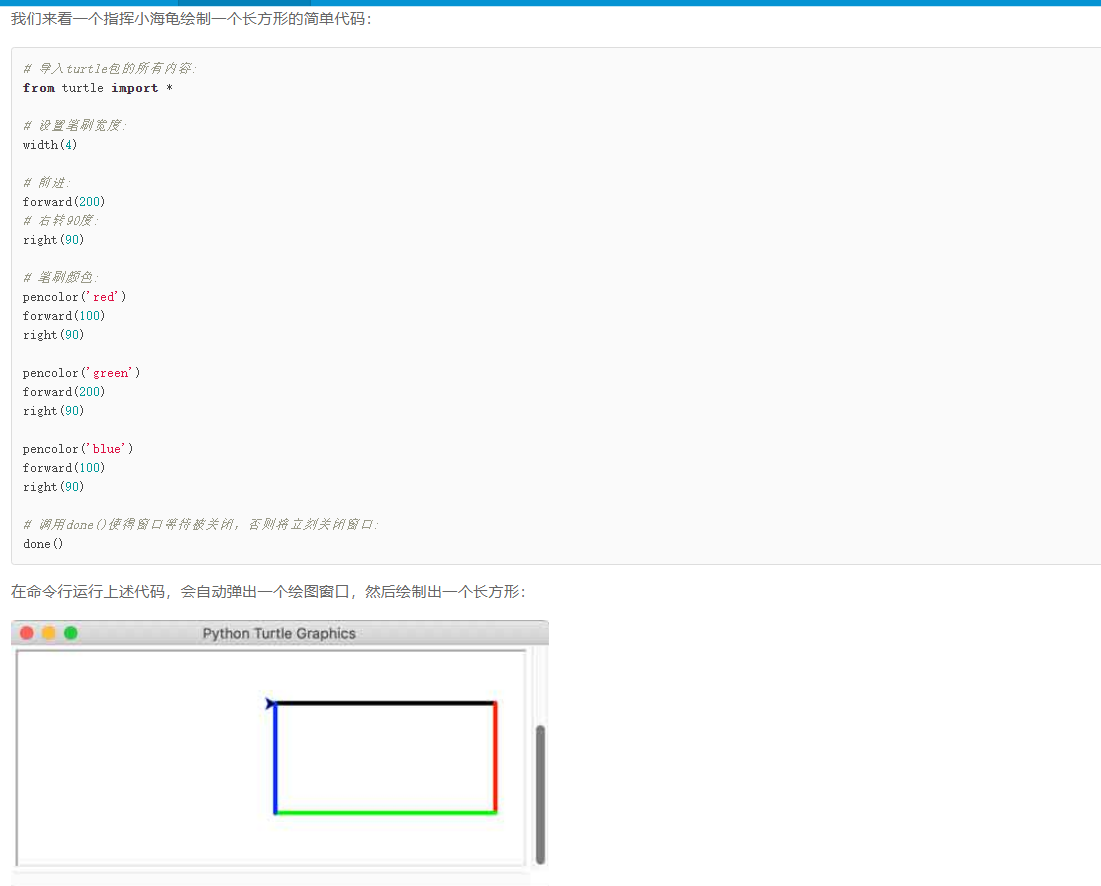 我们来看一个指挥小海龟绘制一个长方形的简单代码：
# 导入turtle包的所有内容:
from turtle import *
# 设置笔刷宽度:
width(4)
# 前进:
forward(200)
# 右转90度:
right(90)
# 笔刷颜色:
pencolor('red')
forward(100)
right(90)
pencolor('green')
forward(200)
right(90)
pencolor('blue')
forward(100)
right(90)
# 调用done()使得窗口等待被关闭，否则将立刻关闭窗口:
done()
在命令行运行上述代码，会自动弹出一个绘图窗口，然后绘制出一个长方形：
Python Turtle Graphics